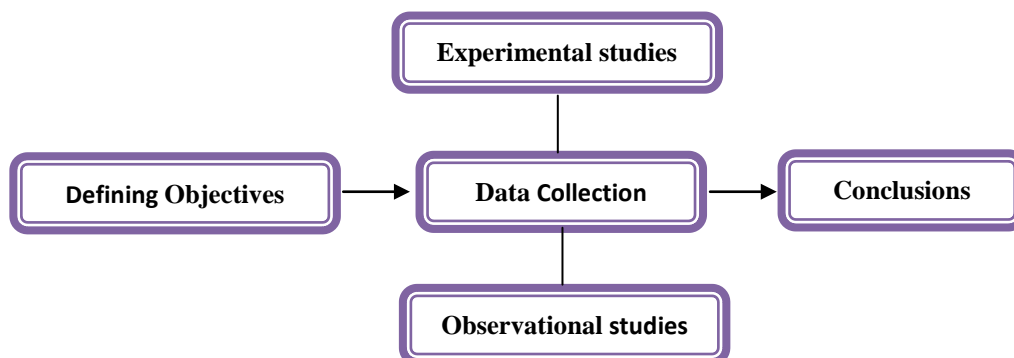 Experimental studies
Defining Objectives
Data Collection
Conclusions
Observational studies